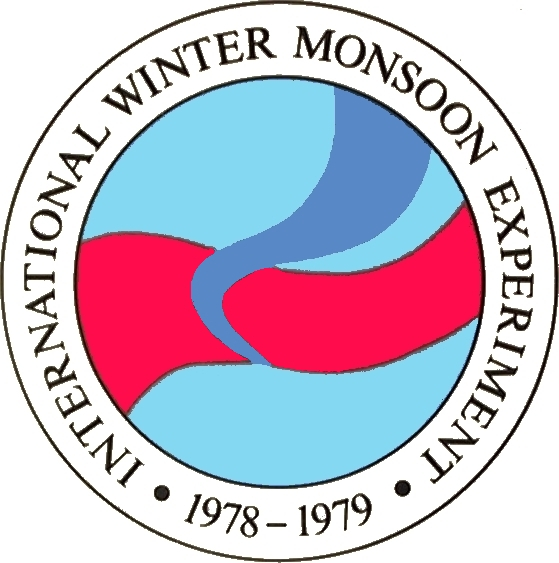 INTERNATIONAL WINTER MONSOON EXPERIMENT
• 1978–1979 •